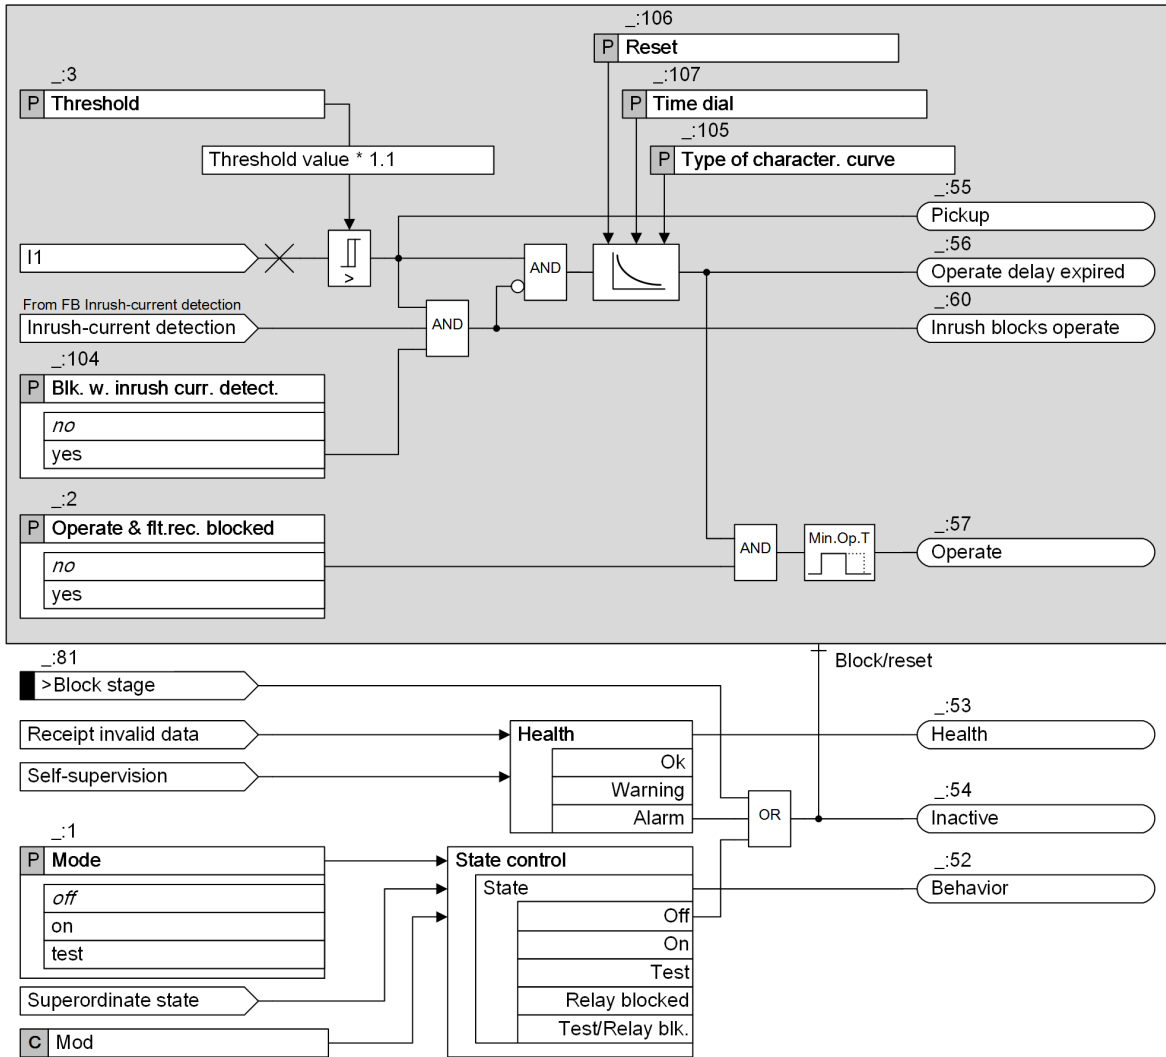 _:106
P Reset
_:3
P Threshold
_:107
P Time dial
_:105
P Type of character. curve
Threshold value * 1.1
_:55
Pickup
I1
>
AND
_:56
Operate delay expired
From FB Inrush-current detection
Inrush-current detection
AND
_:60
Inrush blocks operate
_:104
P Blk. w. inrush curr. detect.
no
yes
_:2
P Operate & flt.rec. blocked
no
yes
AND
Min.Op.T
_:57
Operate
Block/reset
_:81
>Block stage
Receipt invalid data
Self-supervision
Health
Ok
Warning
Alarm
_:53
Health
OR
_:54
Inactive
_:1
P Mode
off
on
test
Superordinate state
C Mod
State control
State
Off
On
Test
Relay blocked
Test/Relay blk.
_:52
Behavior